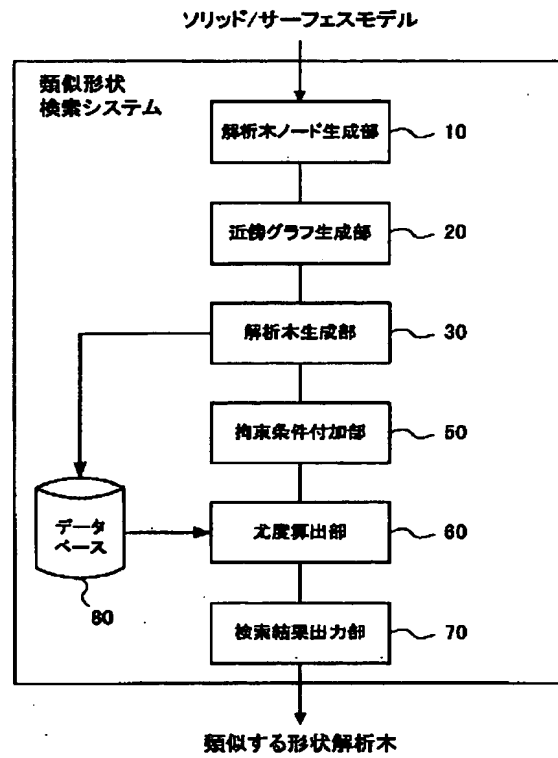 ソリッド/サーフェスモデル
類似形状
検索システム
解析木ノード生成部
10
近傍グラフ生成部
20
解析木生成部
30
拘束条件付加部
50
データ
ベース
尤度算出部
60
80
検索結果出力部
70
類似する形状解析木